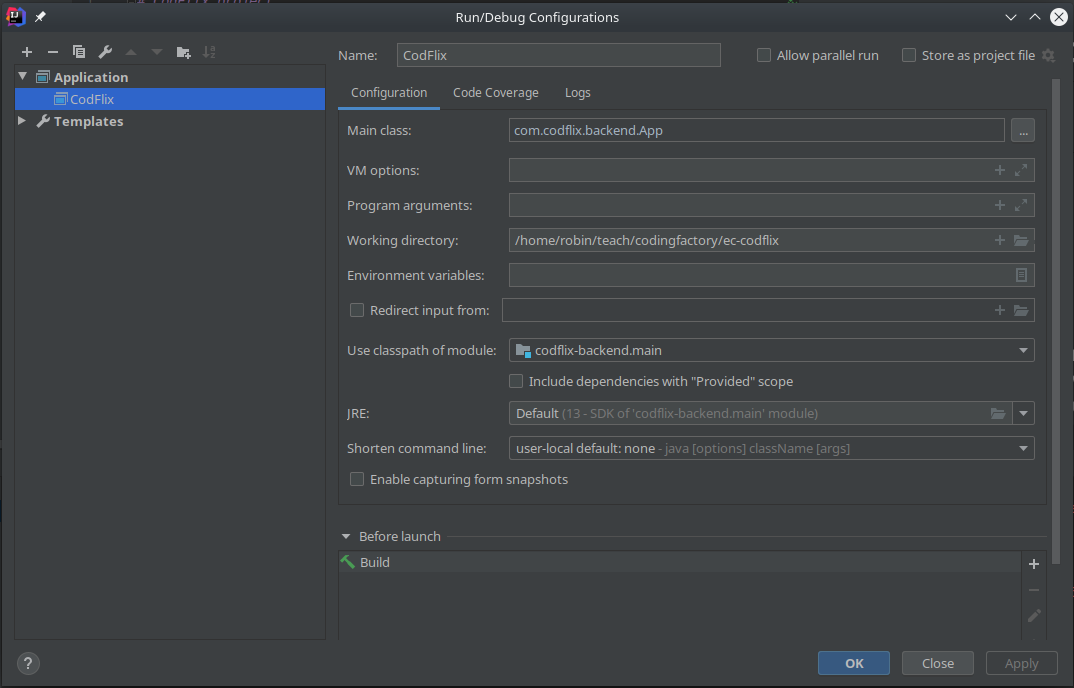 Run/Debug Configurations
Name: CodFlix Allow parallel run Store as project file
Application
CodFlix
Templates
Configuration Code Coverage Logs
Main class: com.codflix.backend.App ...
VM options:
Program arguments:
Working directory: /home/robin/teach/codingfactory/ec-codflix
Environment variables:
Redirect input from:
Use classpath of module: codflix-backend.main
Include dependencies with "Provided" scope
JRE: Default (13 - SDK of 'codflix-backend.main' module)
Shorten command line: user-local default: none - java [options] className [args]
Enable capturing form snapshots
Before launch
Build
? OK Close Apply